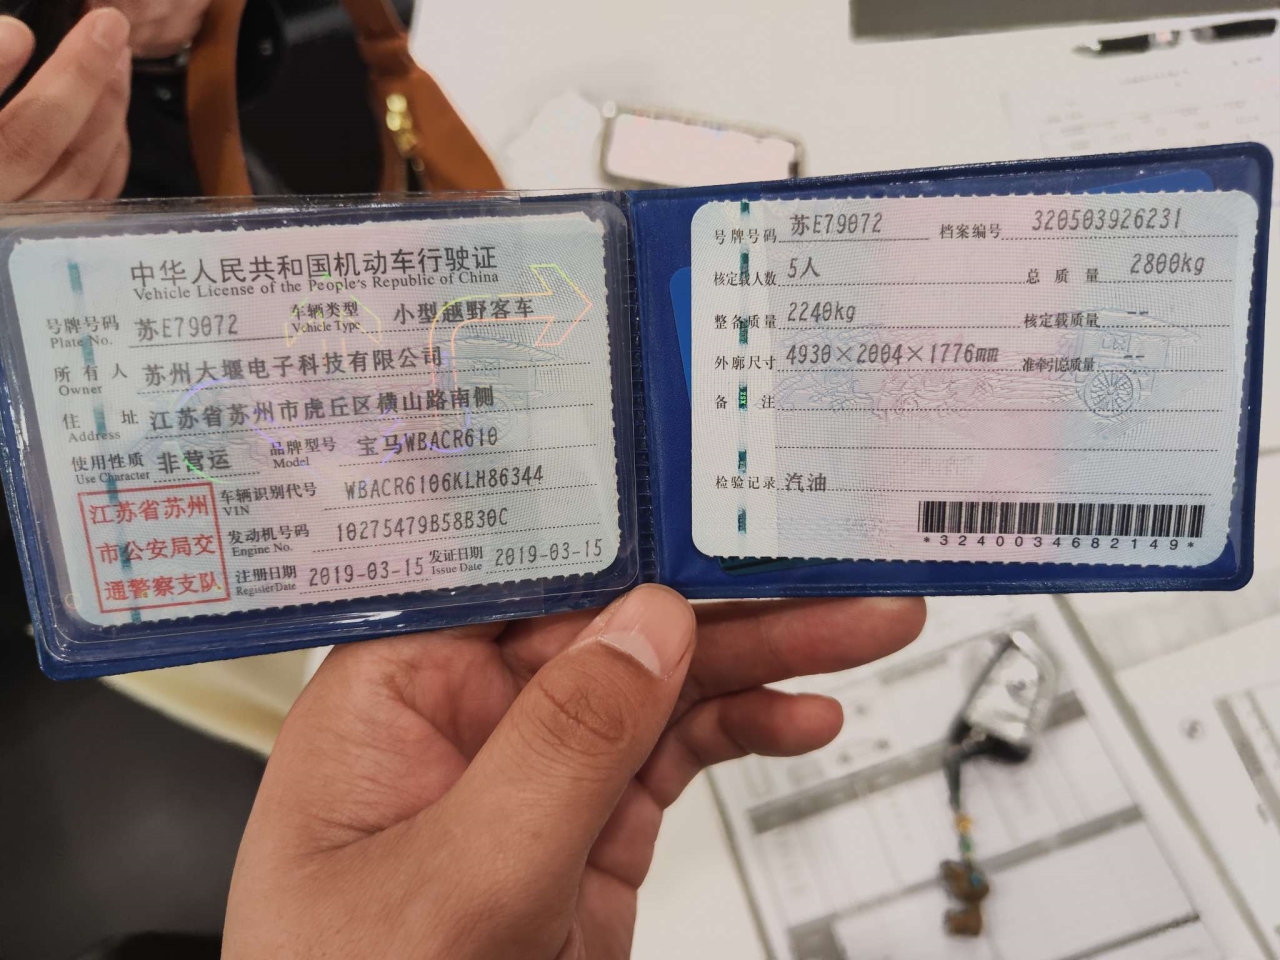 中华人民共和国机动车行驶证
Vehicle License of the People's Republic of China
号牌号码 苏E79072 车辆类型 小型越野客车
Plate No. Vehicle Type
所有人 苏州大堰电子科技有限公司
Owner
住址 江苏省苏州市虎丘区横山路南侧
Address
使用性质 非营运 品牌型号 宝马WBACR610
Use Character Model
江苏省苏州
市公安局交
通警察支队
车辆识别代号 WBACR6106KLH86344
VIN
发动机号码 10275479B58B30C
Engine No.
注册日期 2019-03-15 发证日期 2019-03-15
Register Date Issue Date
号牌号码 苏E79072 档案编号 320503926231
核定载人数 5人 总质量 2800kg
整备质量 2240kg 核定载质量 --
外廓尺寸 4930×2004×1776mm 准牵引总质量 --
备注
检验记录 汽油
*3240034682149*